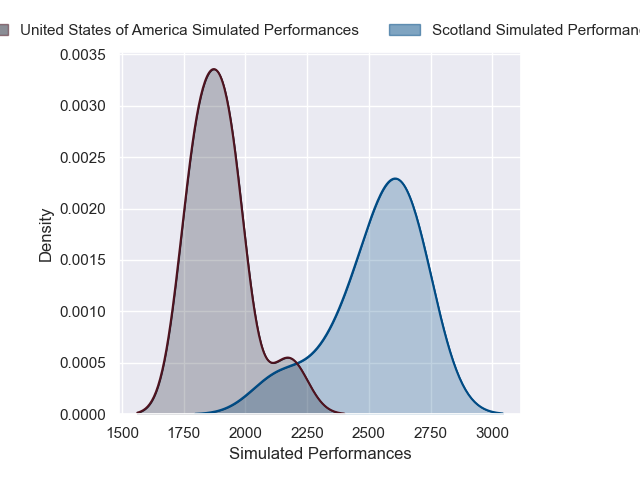 United States of America Simulated Performances Scotland Simulated
0.0035
0.0030
0.0025
0.0020
0.0015
0.0010
0.0005
0.0000
Density
1500 1750 2000 2250 2500 2750 3000
Simulated Performances